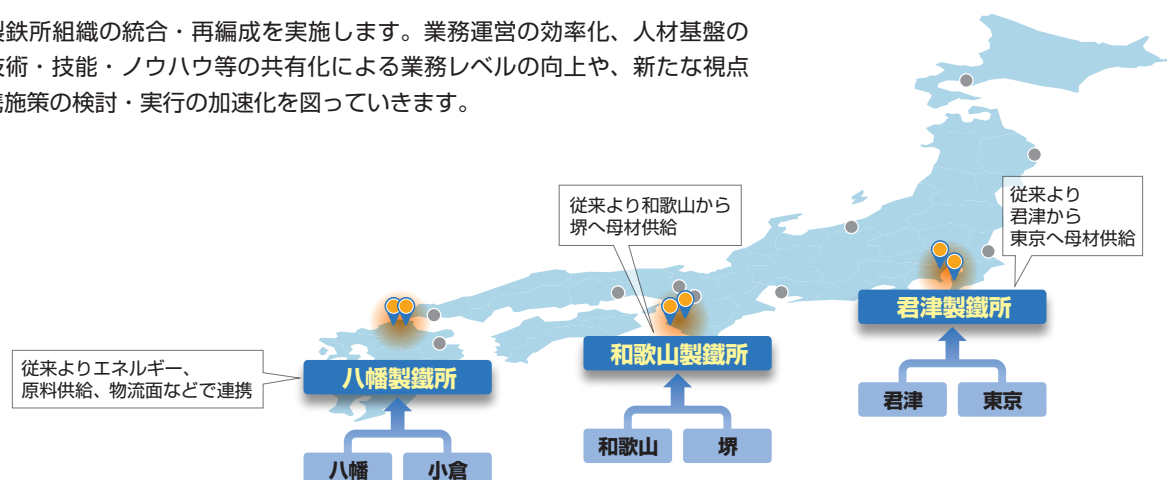 製鉄所組織の統合・再編成を実施します。業務運営の効率化、人材基盤の
技術・技能・ノウハウ等の共有化による業務レベルの向上や、新たな視点
携施策の検討・実行の加速化を図っていきます。
従来より和歌山から
堺へ母材供給
従来より
君津から
東京へ母材供給
君津製鐵所
和歌山製鐵所
従来よりエネルギー、
原料供給、物流面などで連携
八幡製鐵所
君津
東京
和歌山
堺
八幡
小倉